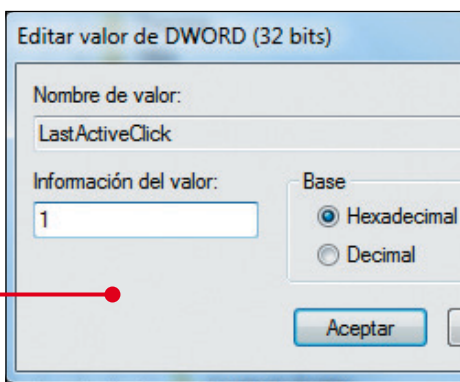 Editar valor de DWORD (32 bits)
Nombre de valor:
LastActiveClick
Información del valor:
1
Base
Hexadecimal
Decimal
Aceptar